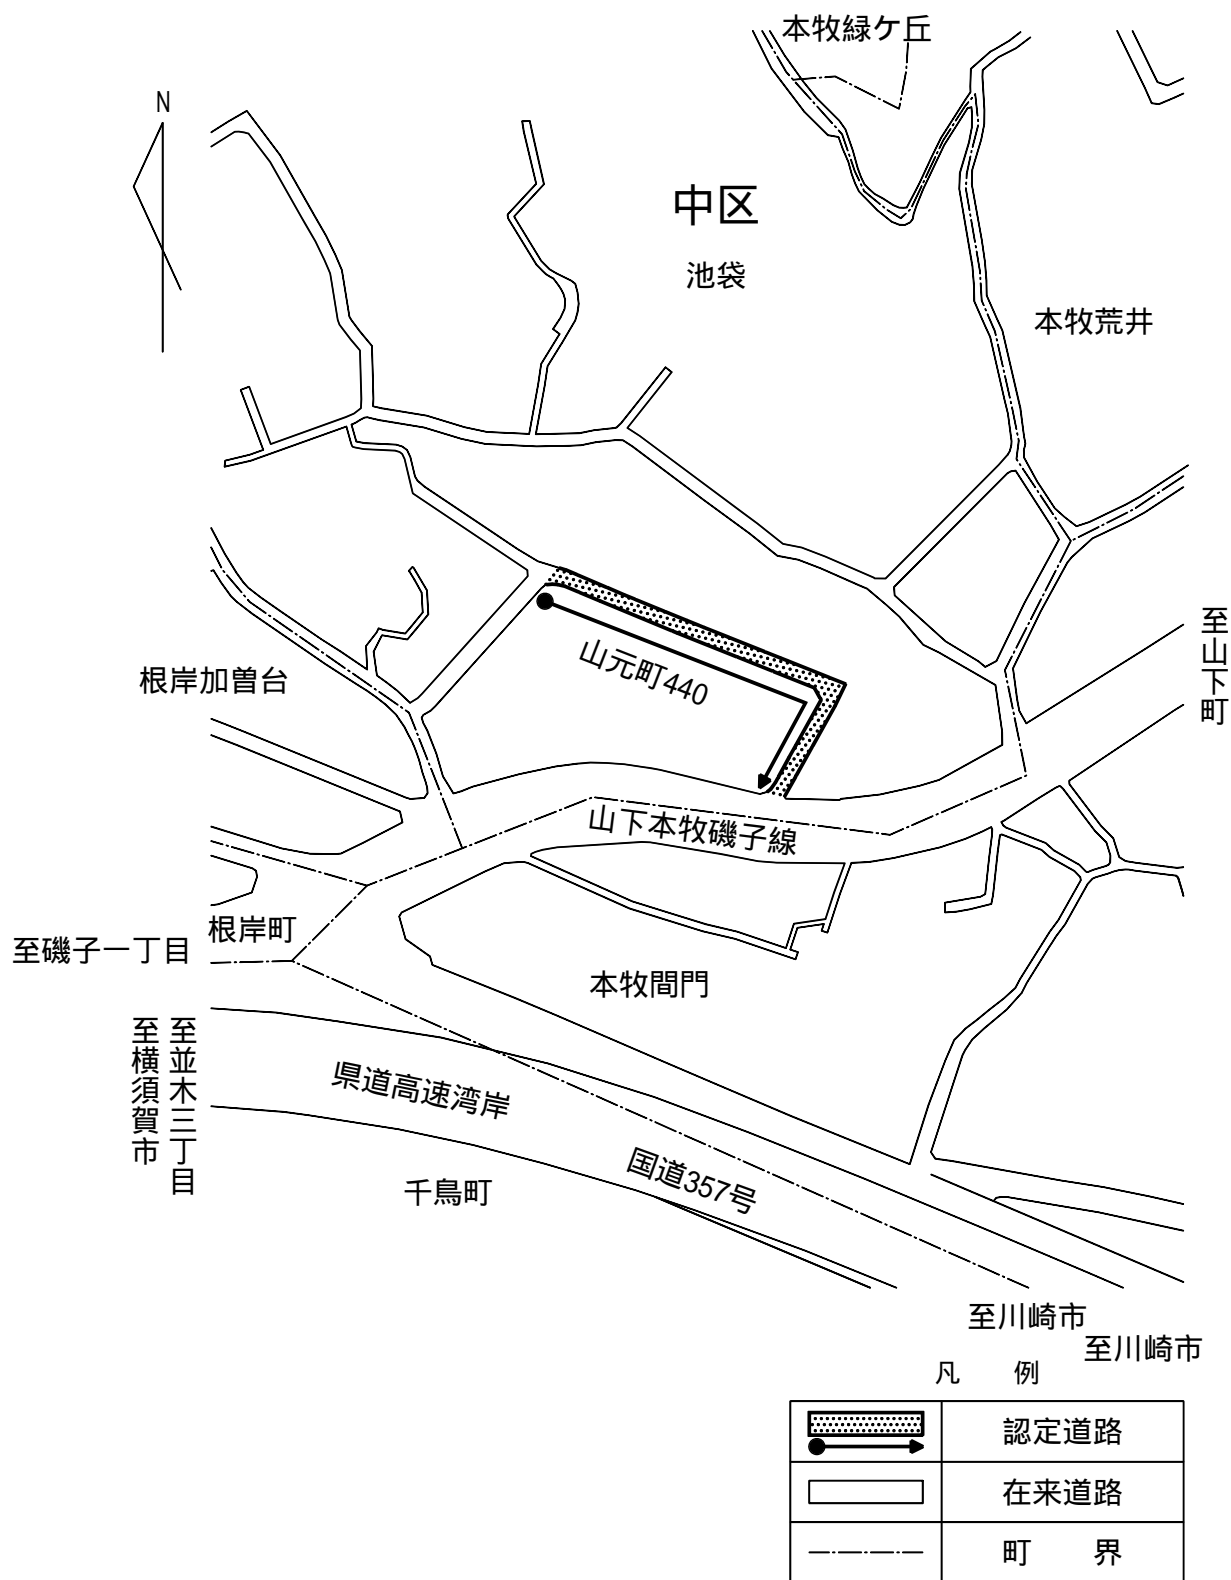 本牧緑ケ丘
N
中区
池袋
本牧荒井
至山下町
山元町440
根岸加曽台
山下本牧磯子線
根岸町
至磯子一丁目
本牧間門
至並木三丁目
至横須賀市
県道高速湾岸
国道357号
千鳥町
至川崎市
至川崎市
凡 例
認定道路
在来道路
町 界